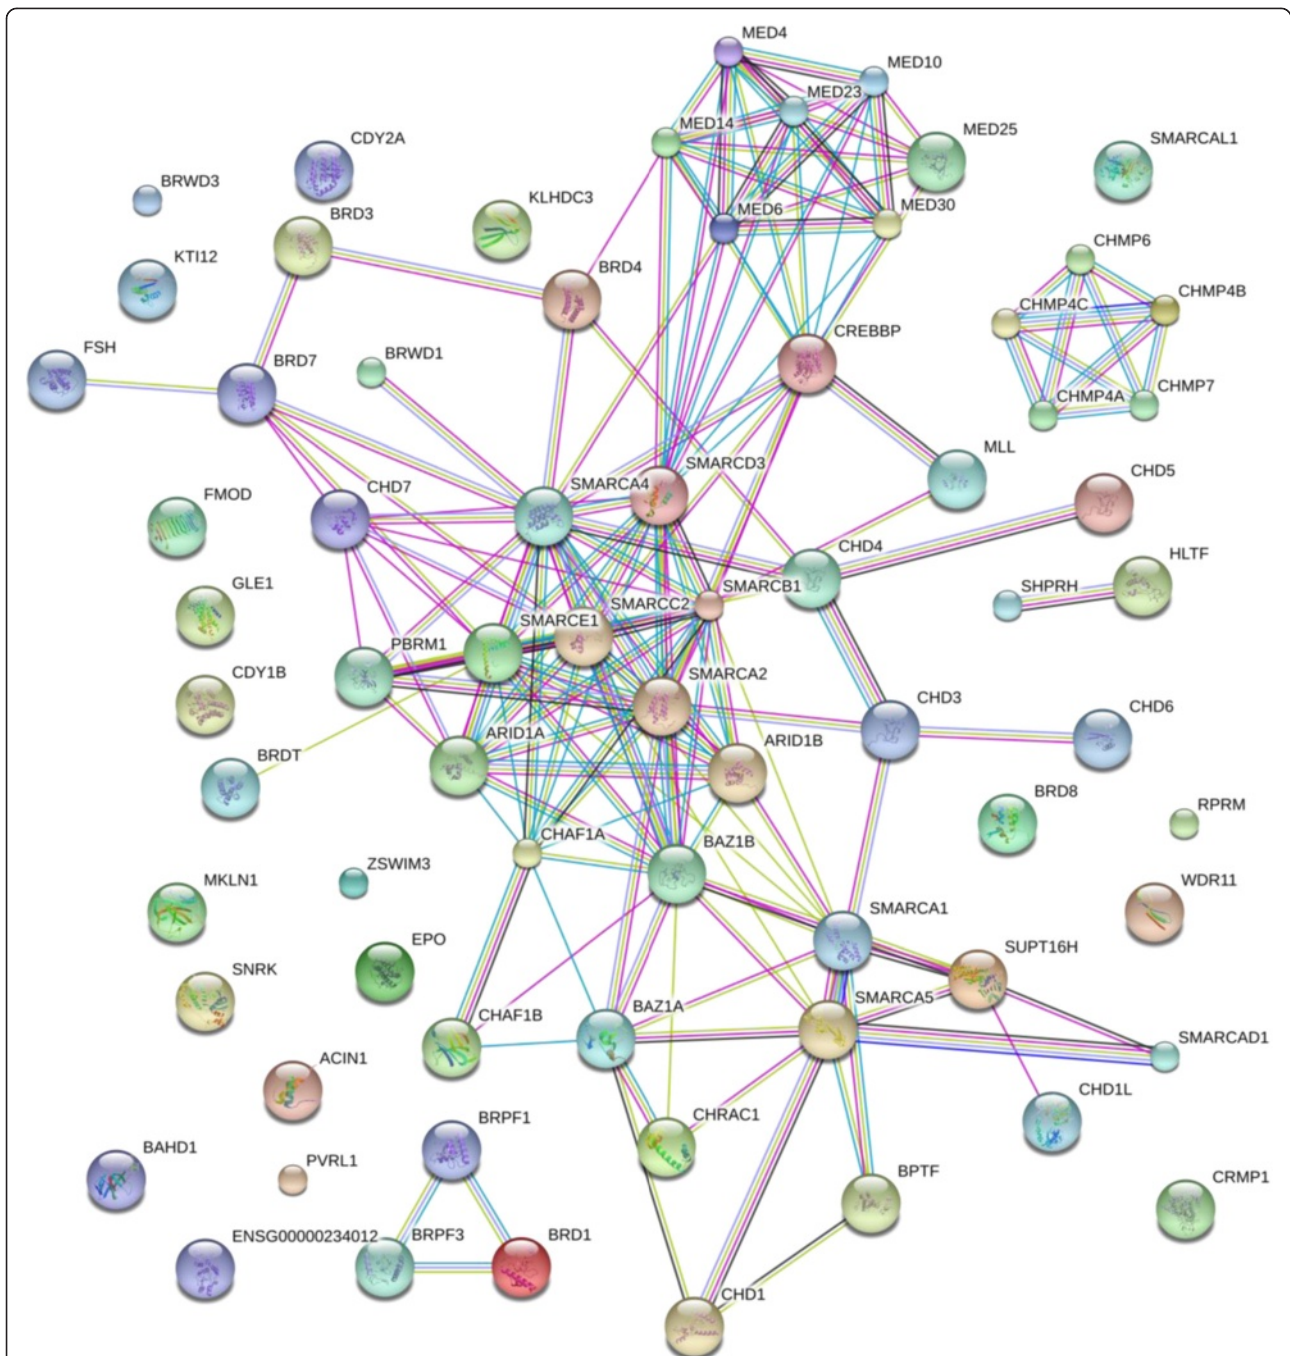 MED4
MED10
MED23
MED14
MED25
CDY2A
SMARCAL1
BRWD3
KLHDC3
MED6
MED30
BRD3
CHMP6
KTI12
BRD4
CHMP4C
CHMP4B
CREBBP
FSH
BRD7
BRWD1
CHMP4A
CHMP7
MLL
SMARCD3
CHD5
SMARCA4
CHD7
FMOD
CHD4
HLTF
SMARCB1
SHPRH
GLE1
SMARCC2
SMARCE1
PBRM1
CDY1B
SMARCA2
CHD3
CHD6
ARID1A
ARID1B
BRDT
BRD8
RPRM
CHAF1A
BAZ1B
ZSWIM3
MKLN1
WDR11
SMARCA1
EPO
SUPT16H
SNRK
SMARCA5
BAZ1A
CHAF1B
SMARCAD1
ACIN1
CHD1L
CHRAC1
BRPF1
BAHD1
PVRL1
BPTF
CRMP1
ENSG00000234012
BRPF3
BRD1
CHD1